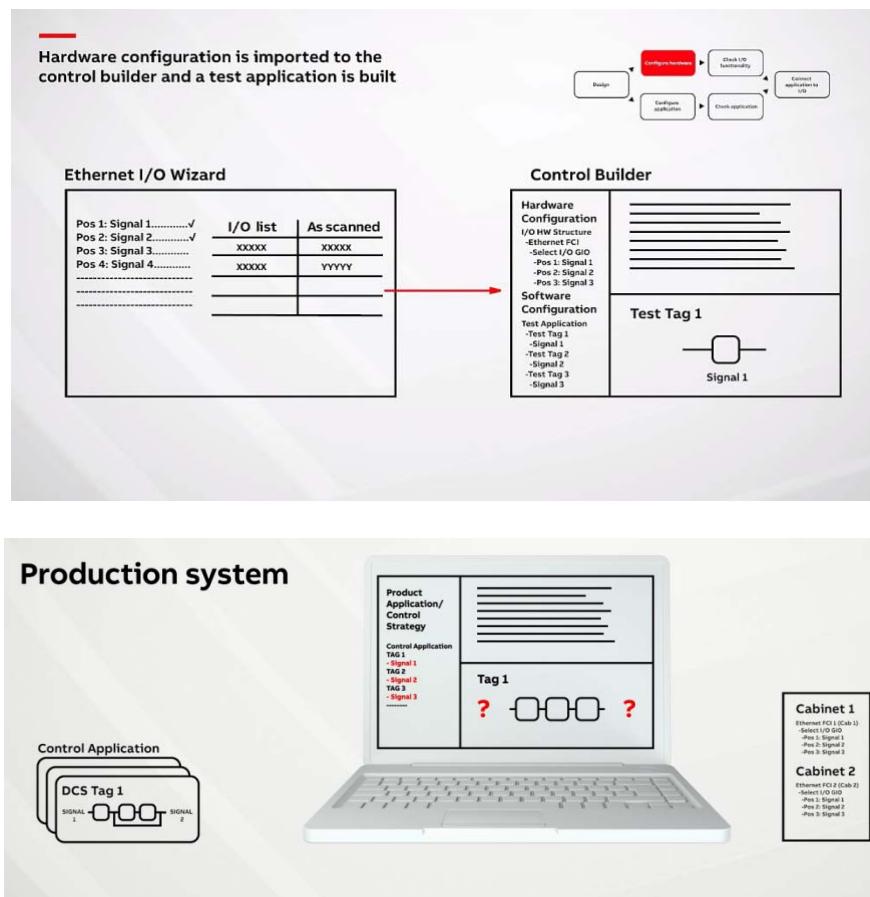 Hardware configuration is imported to the
control builder and a test application is built
Configure hardware
Check I/O
functionality
Design
Connect
application to
I/O
Configure
application
Check application
Ethernet I/O Wizard
Pos 1: Signal 1............√
Pos 2: Signal 2............√
Pos 3: Signal 3............
Pos 4: Signal 4............
I/O list As scanned
XXXXX XXXXX
XXXXX YYYYY
Control Builder
Hardware
Configuration
I/O HW Structure
-Ethernet FCI
-Select I/O GIO
-Pos 1: Signal 1
-Pos 2: Signal 2
-Pos 3: Signal 3
Software
Configuration
Test Application
-Test Tag 1
-Signal 1
-Test Tag 2
-Signal 2
-Test Tag 3
-Signal 3
Test Tag 1
Signal 1
Production system
Control Application
DCS Tag 1
SIGNAL
1
SIGNAL
2
Product
Application/
Control
Strategy
Control Application
TAG 1
- Signal 1
TAG 2
- Signal 2
TAG 3
- Signal 3
---------
Tag 1
? ?
Cabinet 1
Ethernet FCI 1 (Cab 1)
-Select I/O GIO
-Pos 1: Signal 1
-Pos 2: Signal 2
-Pos 3: Signal 3
Cabinet 2
Ethernet FCI 2 (Cab 2)
-Select I/O GIO
-Pos 1: Signal 1
-Pos 2: Signal 2
-Pos 3: Signal 3